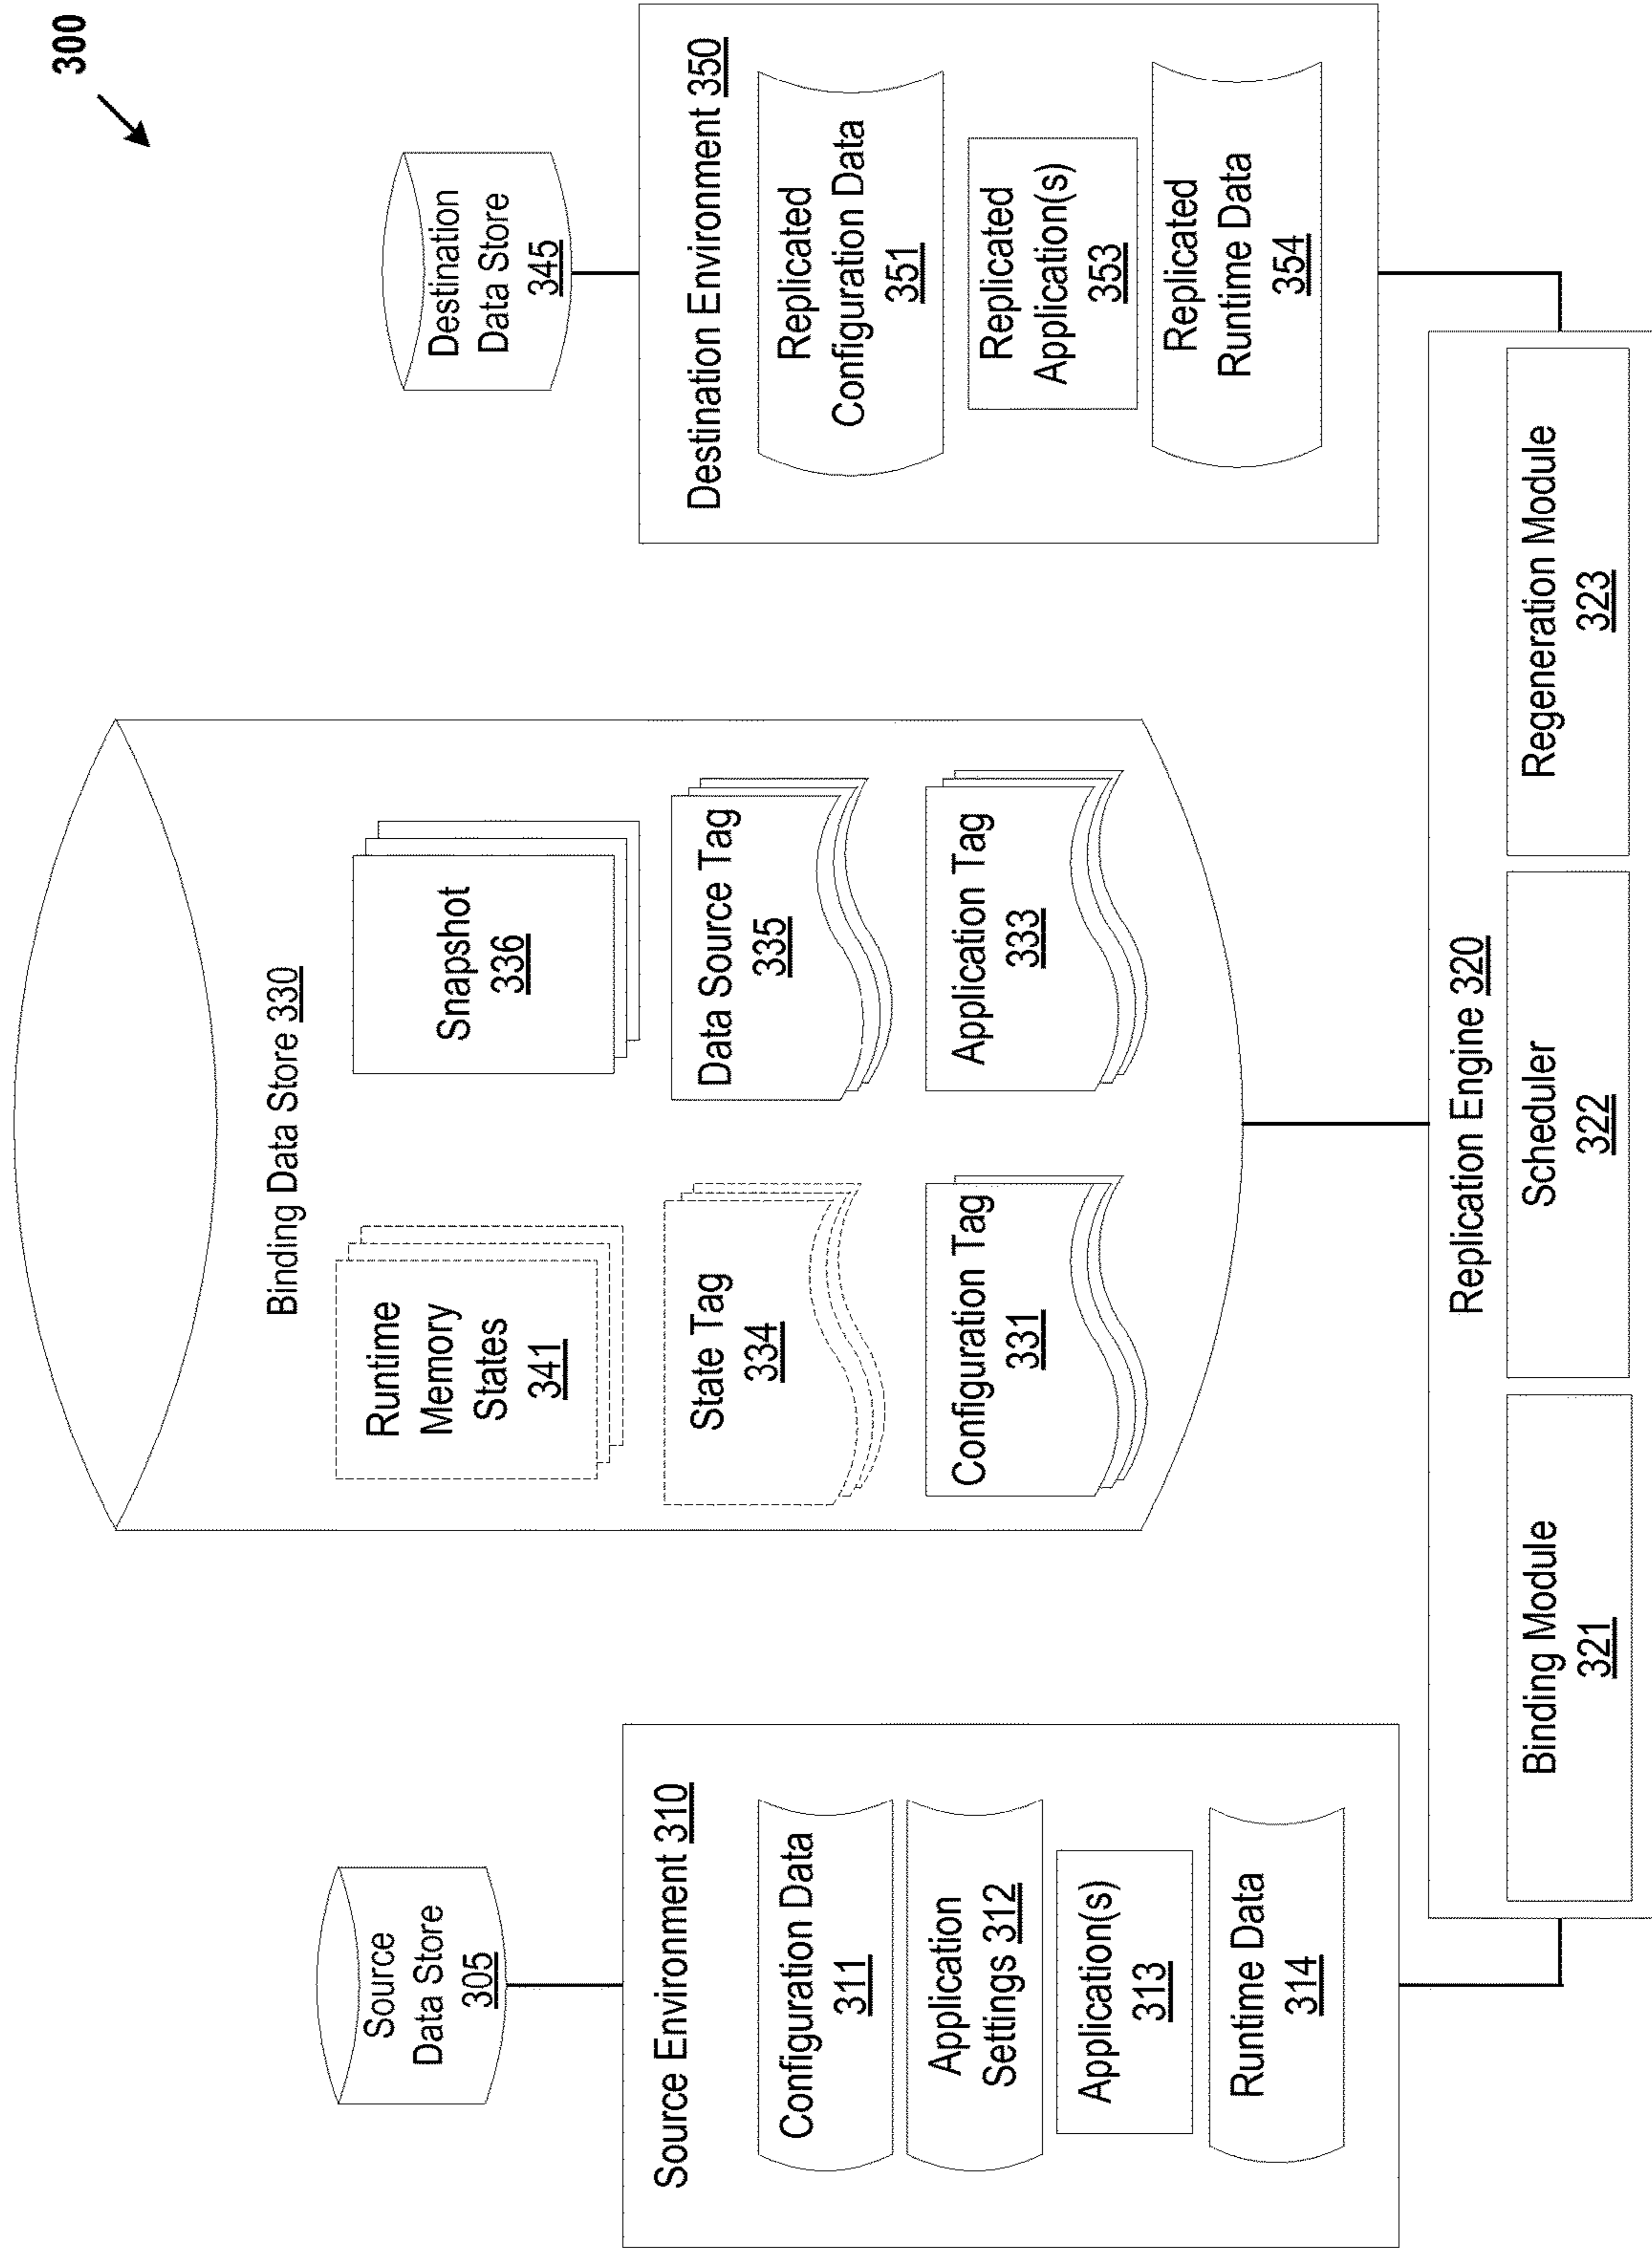 300
Source
Data Store
305
Source Environment 310
Configuration Data
311
Application
Settings 312
Application(s)
313
Runtime Data
314
Binding Data Store 330
Runtime
Memory
States
341
Snapshot
336
State Tag
334
Data Source Tag
335
Configuration Tag
331
Application Tag
333
Destination
Data Store
345
Destination Environment 350
Replicated
Configuration Data
351
Replicated
Application(s)
353
Replicated
Runtime Data
354
Replication Engine 320
Binding Module
321
Scheduler
322
Regeneration Module
323